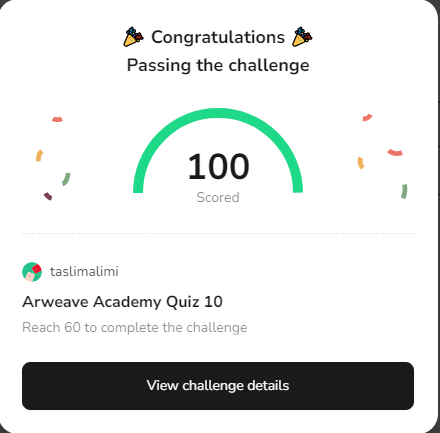 Congratulations
Passing the challenge
100
Scored
taslimalimi
Arweave Academy Quiz 10
Reach 60 to complete the challenge
View challenge details